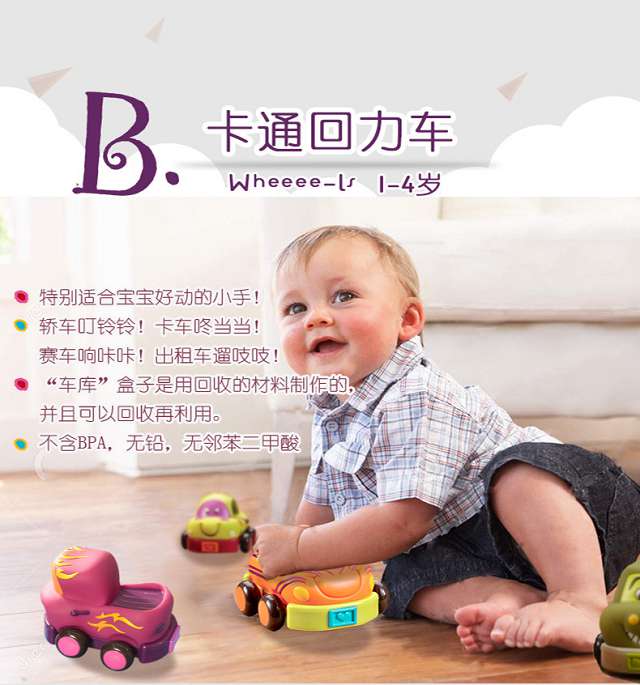 B. 卡通回力车
Wheeee-ls 1-4岁
特别适合宝宝好动的小手！
轿车叮铃铃！卡车咚当当！
赛车响咔咔！出租车遛吱吱！
“车库”盒子是用回收的材料制作的，
并且可以回收再利用。
不含BPA，无铅，无邻苯二甲酸